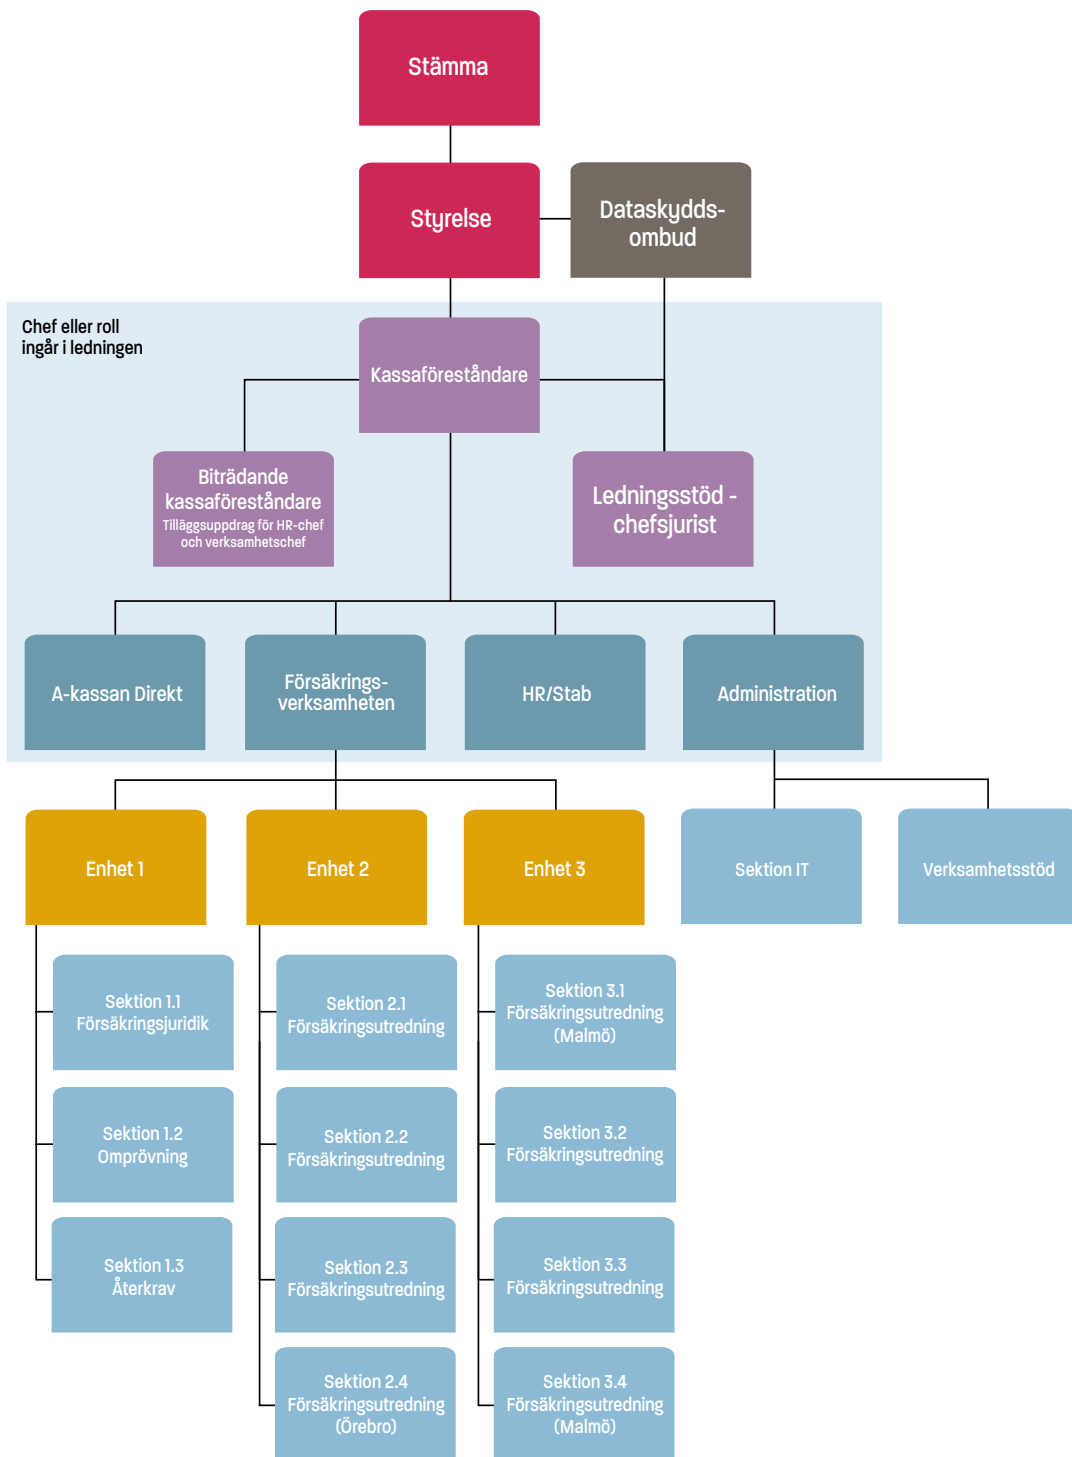 Stämma
Styrelse
Dataskydds-
ombud
Chef eller roll
ingår i ledningen
Kassaföreståndare
Biträdande
kassaföreståndare
Tilläggsuppdrag för HR-chef
och verksamhetschef
Ledningsstöd -
chefsjurist
A-kassan Direkt
Försäkrings-
verksamheten
HR/Stab
Administration
Enhet 1
Enhet 2
Enhet 3
Sektion IT
Verksamhetsstöd
Sektion 1.1
Försäkringsjuridik
Sektion 1.2
Omprövning
Sektion 1.3
Återkrav
Sektion 2.1
Försäkringsutredning
Sektion 2.2
Försäkringsutredning
Sektion 2.3
Försäkringsutredning
Sektion 2.4
Försäkringsutredning
(Örebro)
Sektion 3.1
Försäkringsutredning
(Malmö)
Sektion 3.2
Försäkringsutredning
Sektion 3.3
Försäkringsutredning
Sektion 3.4
Försäkringsutredning
(Malmö)